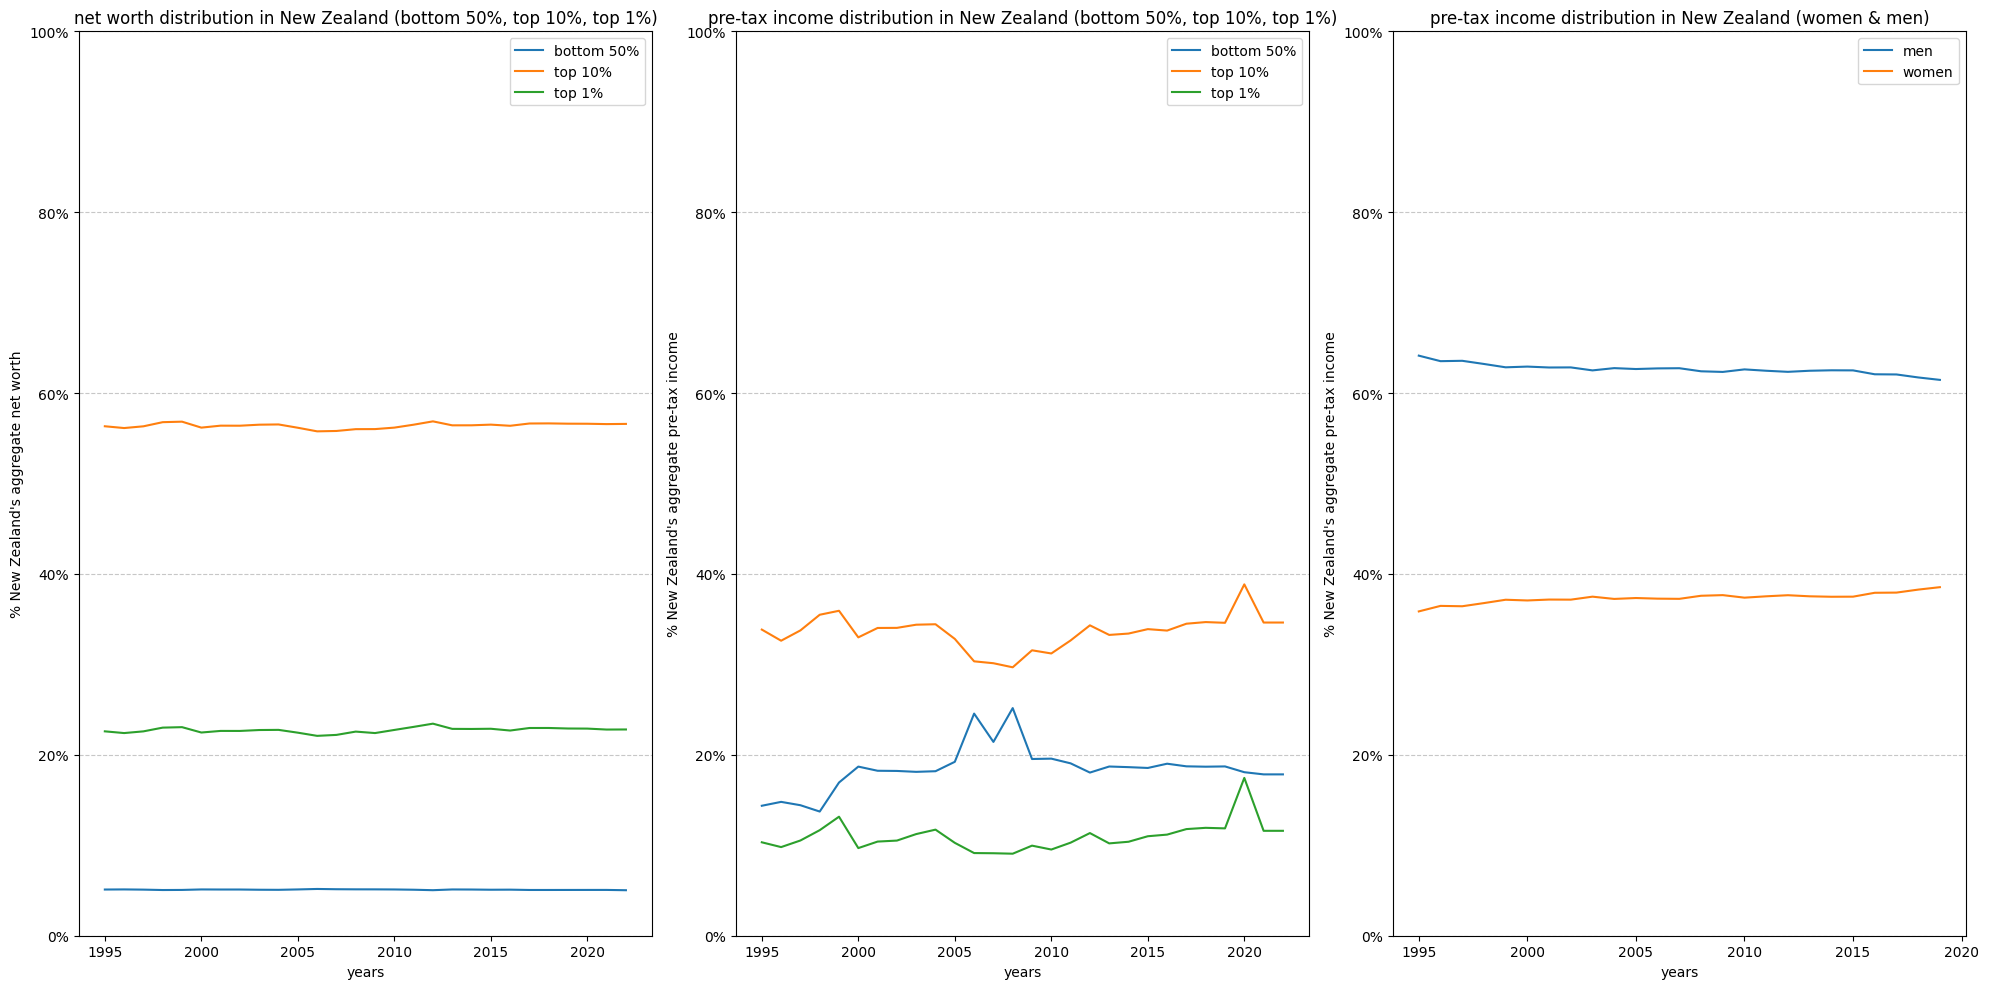 net worth distribution in New Zealand (bottom 50%, top 10%, top 1%)
100%
80%
60%
40%
20%
0%
% New Zealand's aggregate net worth
bottom 50%
top 10%
top 1%
1995
2000
2005
2010
2015
2020
years
pre-tax income distribution in New Zealand (bottom 50%, top 10%, top 1%)
100%
80%
60%
40%
20%
0%
% New Zealand's aggregate pre-tax income
bottom 50%
top 10%
top 1%
1995
2000
2005
2010
2015
2020
years
pre-tax income distribution in New Zealand (women & men)
100%
80%
60%
40%
20%
0%
% New Zealand's aggregate pre-tax income
men
women
1995
2000
2005
2010
2015
2020
years